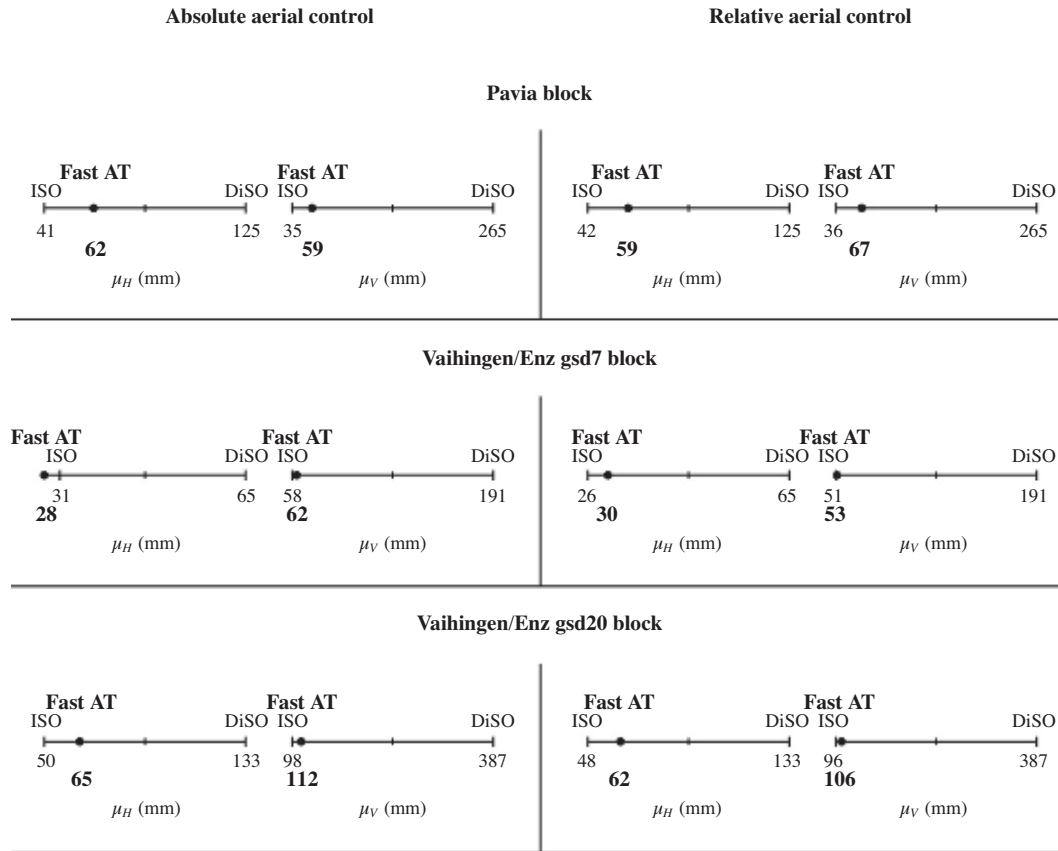 Absolute aerial control Relative aerial control
Pavia block
Fast AT Fast AT Fast AT Fast AT
ISO DiSO ISO DiSO ISO DiSO ISO DiSO
41 125 35 265 42 125 36 265
62 59 59 67
μH (mm) μV (mm) μH (mm) μV (mm)
Vaihingen/Enz gsd7 block
Fast AT Fast AT Fast AT Fast AT
ISO DiSO ISO DiSO ISO DiSO ISO DiSO
31 65 58 191 26 65 51 191
28 62 30 53
μH (mm) μV (mm) μH (mm) μV (mm)
Vaihingen/Enz gsd20 block
Fast AT Fast AT Fast AT Fast AT
ISO DiSO ISO DiSO ISO DiSO ISO DiSO
50 133 98 387 48 133 96 387
65 112 62 106
μH (mm) μV (mm) μH (mm) μV (mm)